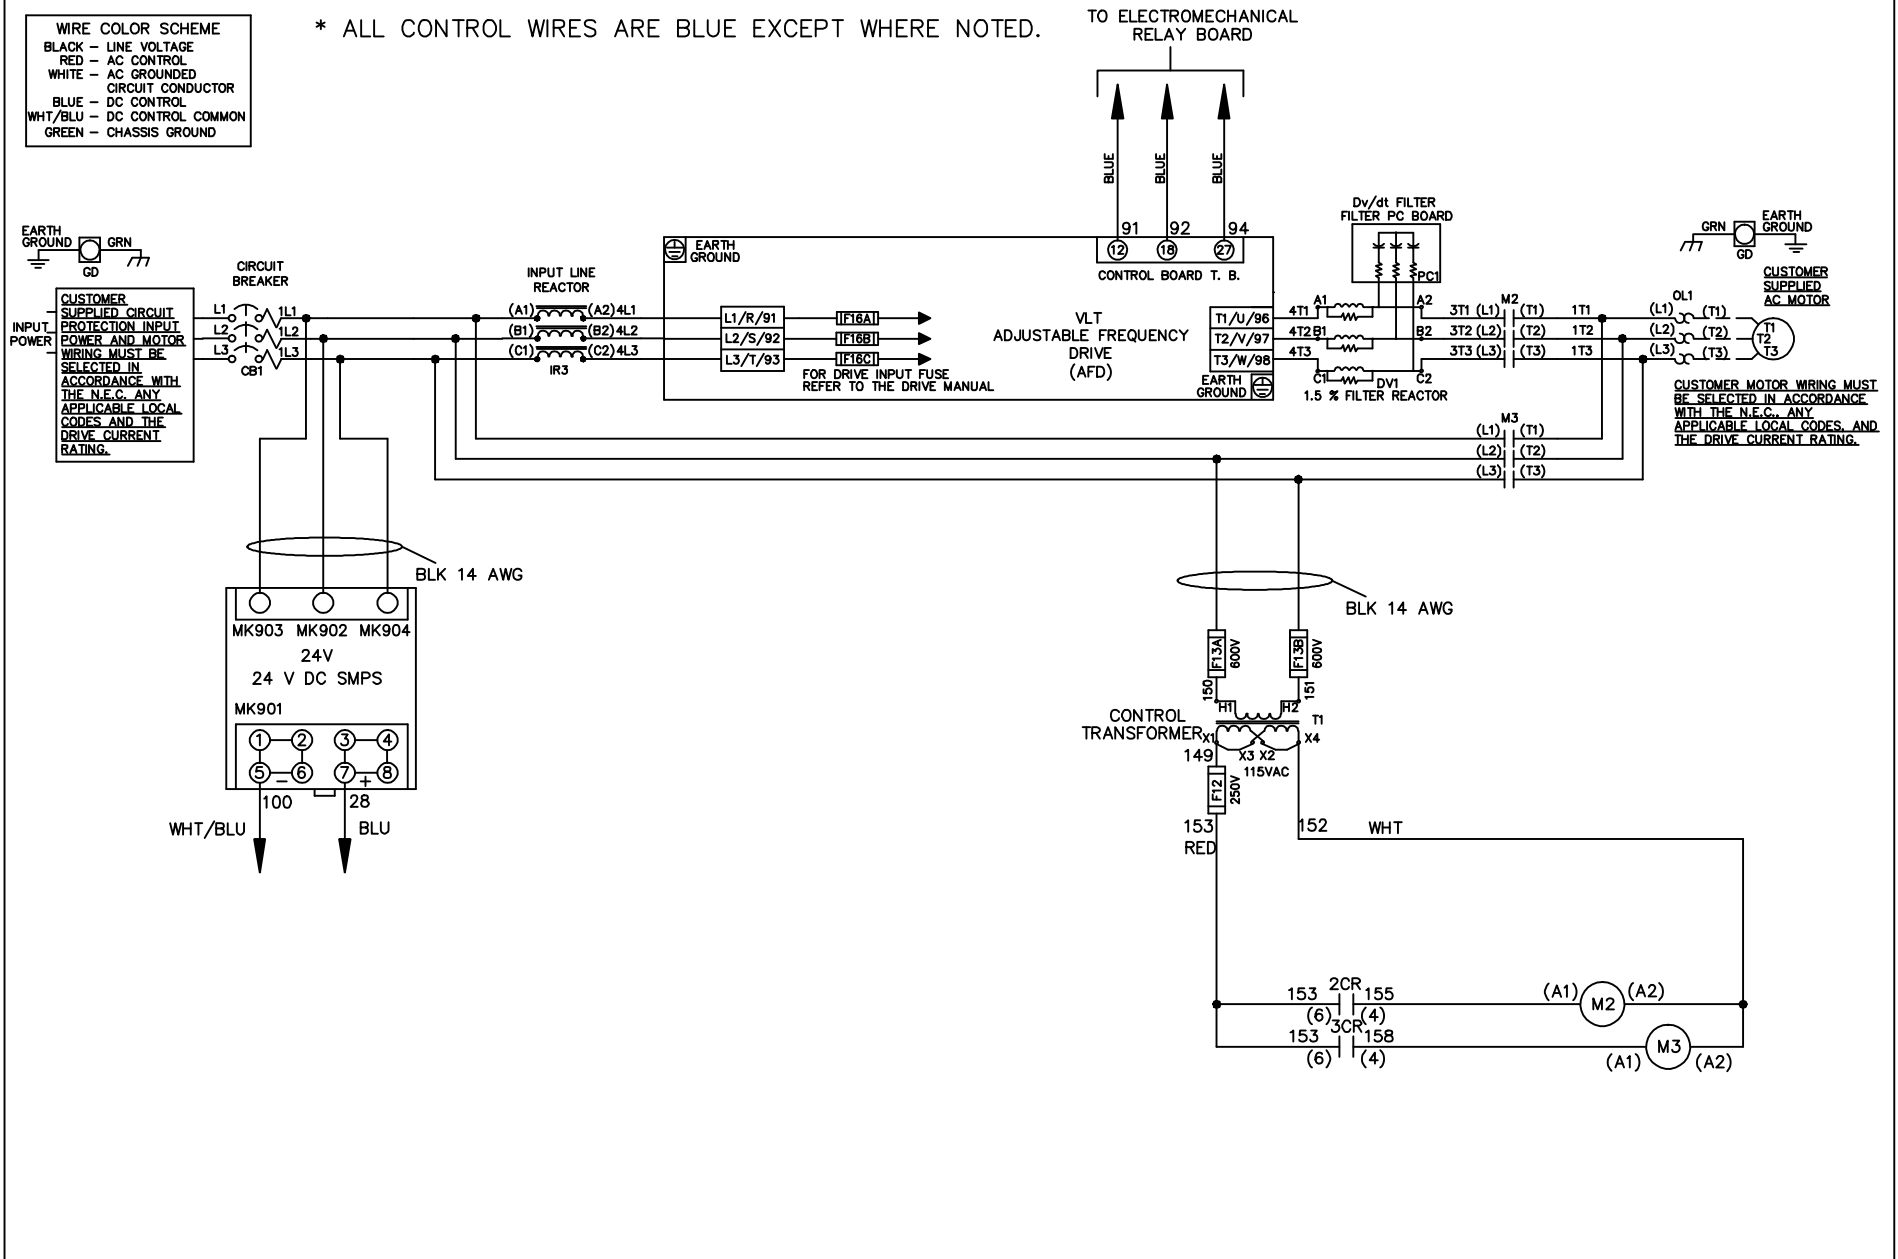 WIRE COLOR SCHEME
BLACK – LINE VOLTAGE
RED – AC CONTROL
WHITE – AC GROUNDED
CIRCUIT CONDUCTOR
BLUE – DC CONTROL
WHT/BLU – DC CONTROL COMMON
GREEN – CHASSIS GROUND
* ALL CONTROL WIRES ARE BLUE EXCEPT WHERE NOTED.
TO ELECTROMECHANICAL
RELAY BOARD
BLUE
BLUE
BLUE
91 92 94
12 18 27
CONTROL BOARD T. B.
EARTH
GROUND
GRN
GD
CIRCUIT
BREAKER
INPUT
POWER
CUSTOMER
SUPPLIED CIRCUIT
PROTECTION INPUT
POWER AND MOTOR
WIRING MUST BE
SELECTED IN
ACCORDANCE WITH
THE N.E.C. ANY
APPLICABLE LOCAL
CODES AND THE
DRIVE CURRENT
RATING.
L1 1L1
L2 1L2
L3 1L3
CB1
INPUT LINE
REACTOR
(A1) (A2) 4L1
(B1) (B2) 4L2
(C1) (C2) 4L3
IR3
EARTH
GROUND
L1/R/91
L2/S/92
L3/T/93
F16A
F16B
F16C
FOR DRIVE INPUT FUSE
REFER TO THE DRIVE MANUAL
VLT
ADJUSTABLE FREQUENCY
DRIVE
(AFD)
T1/U/96
T2/V/97
T3/W/98
EARTH
GROUND
Dv/dt FILTER
FILTER PC BOARD
PC1
4T1 A1 A2
4T2 B1 B2
4T3 C1 C2
DV1
1.5 % FILTER REACTOR
M2
3T1 (L1) (T1) 1T1
3T2 (L2) (T2) 1T2
3T3 (L3) (T3) 1T3
M3
(L1) (T1)
(L2) (T2)
(L3) (T3)
OL1
(L1) (T1)
(L2) (T2)
(L3) (T3)
T1
T2
T3
GRN
GD
EARTH
GROUND
CUSTOMER
SUPPLIED
AC MOTOR
CUSTOMER MOTOR WIRING MUST
BE SELECTED IN ACCORDANCE
WITH THE N.E.C., ANY
APPLICABLE LOCAL CODES, AND
THE DRIVE CURRENT RATING.
BLK 14 AWG
MK903 MK902 MK904
24V
24 V DC SMPS
MK901
1 2 3 4
5 6 7 8
– +
100 28
WHT/BLU BLU
BLK 14 AWG
F13A
600V
F13B
600V
150
151
H1 H2
T1
CONTROL
TRANSFORMER
X1 X3 X2 X4
115VAC
149
F12
250V
153
RED
152 WHT
2CR
153 155
(6) (4)
(A1) M2 (A2)
3CR
153 158
(6) (4)
(A1) M3 (A2)